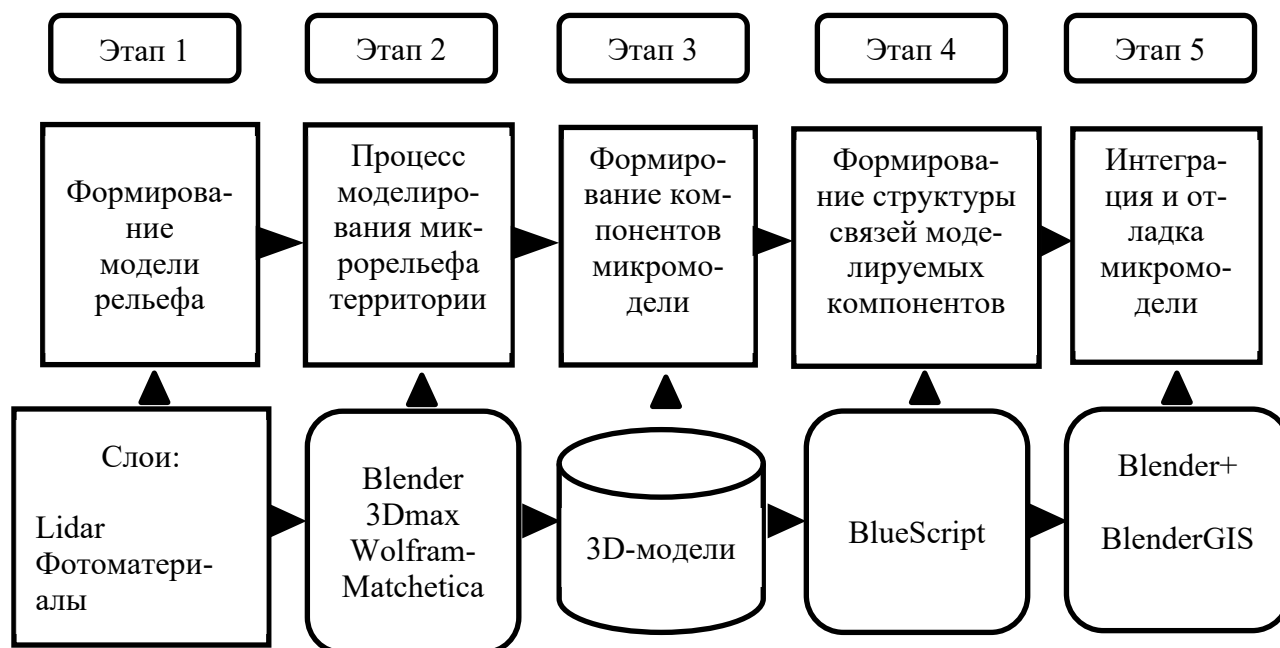 Этап 1
Этап 2
Этап 3
Этап 4
Этап 5
Формирова-
ние
модели
рельефа
Процесс
моделиро-
вания мик-
рорельефа
территории
Формиро-
вание ком-
понентов
микромо-
дели
Формирова-
ние структуры
связей моде-
лируемых
компонентов
Интегра-
ция и от-
ладка
микромо-
дели
Слои:
Lidar
Фотоматери-
алы
Blender
3Dmax
Wolfram-
Matchetica
3D-модели
BlueScript
Blender+
BlenderGIS